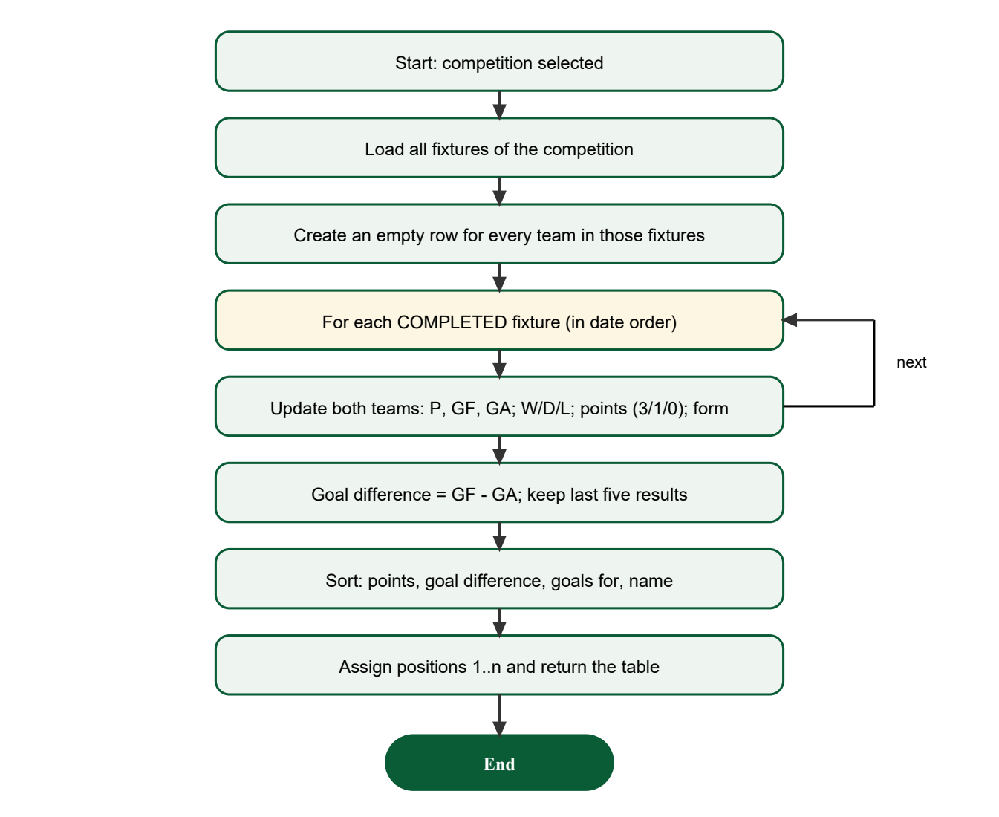 Start: competition selected
Load all fixtures of the competition
Create an empty row for every team in those fixtures
For each COMPLETED fixture (in date order)
next
Update both teams: P, GF, GA; W/D/L; points (3/1/0); form
Goal difference = GF - GA; keep last five results
Sort: points, goal difference, goals for, name
Assign positions 1..n and return the table
End